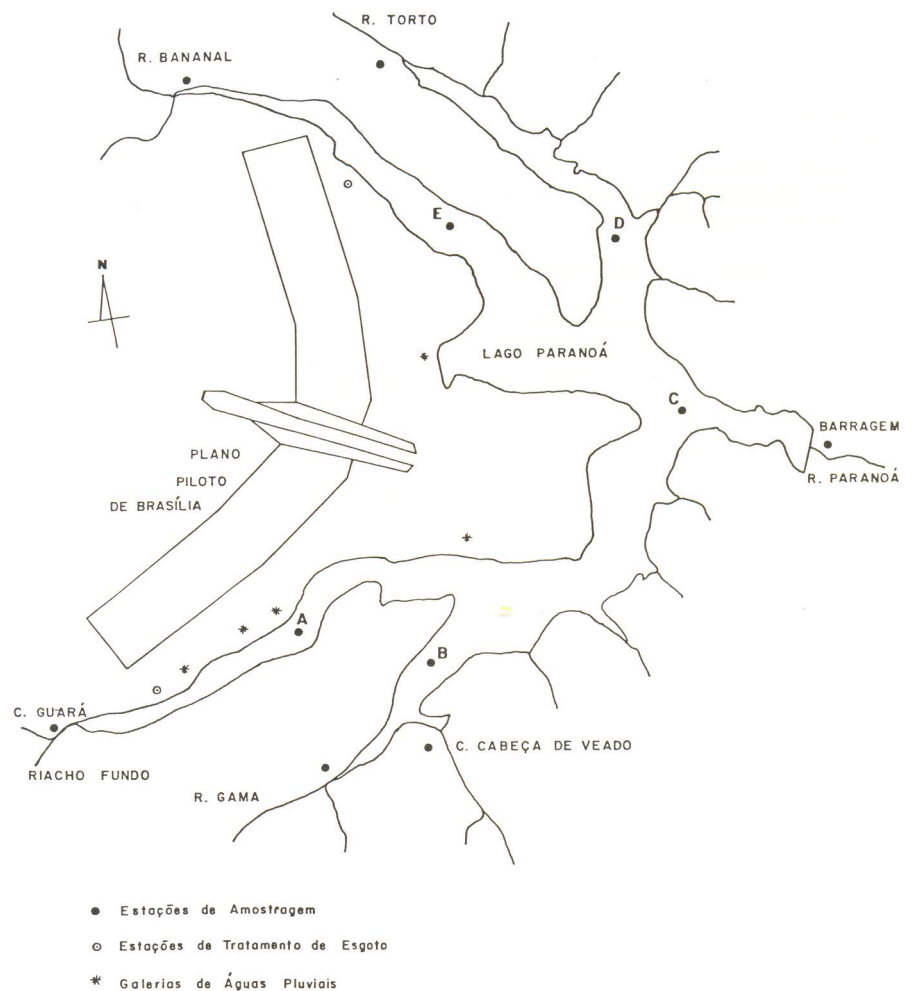 R. TORTO
R. BANANAL
E
D
N
LAGO PARANOÁ
C
BARRAGEM
R. PARANOÁ
PLANO
PILOTO
DE BRASÍLIA
A
B
C. GUARÁ
C. CABEÇA DE VEADO
RIACHO FUNDO
R. GAMA
Estações de Amostragem
Estações de Tratamento de Esgoto
Galerias de Águas Pluviais